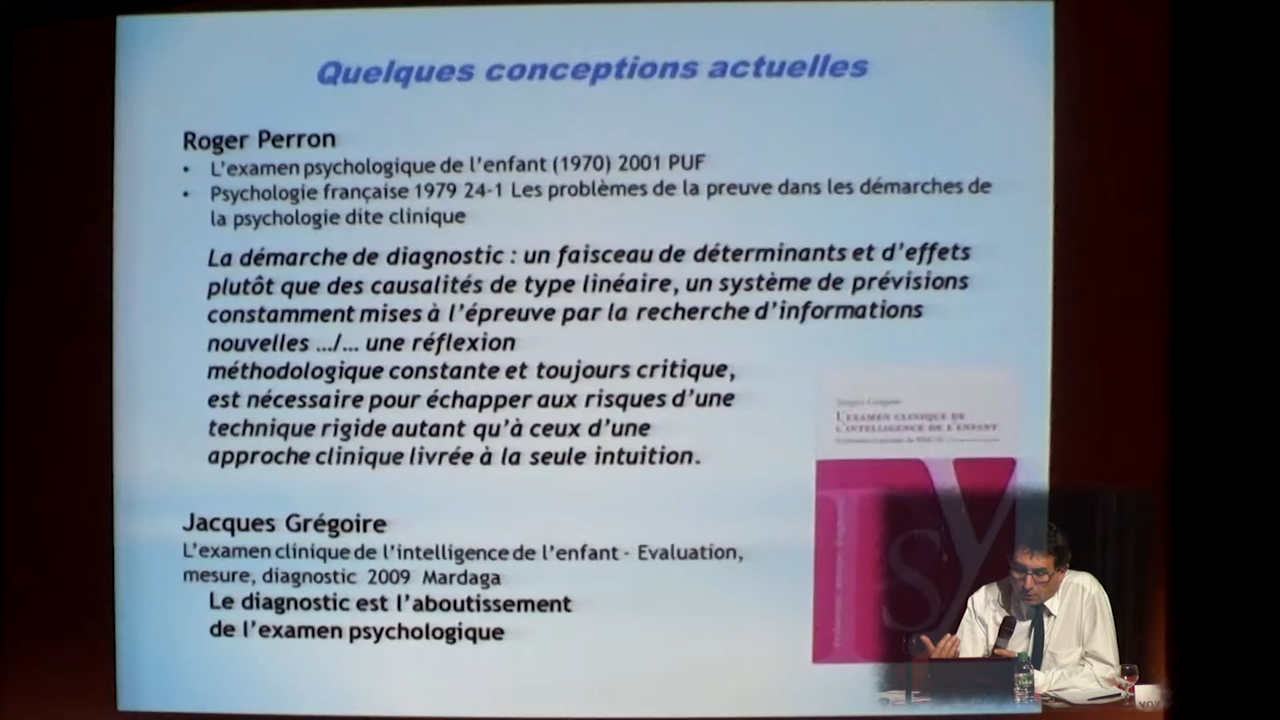 Quelques conceptions actuelles
Roger Perron
• L'examen psychologique de l'enfant (1970) 2001 PUF
• Psychologie française 1979 24-1 Les problèmes de la preuve dans les démarches de
la psychologie dite clinique
La démarche de diagnostic : un faisceau de déterminants et d'effets
plutôt que des causalités de type linéaire, un système de prévisions
constamment mises à l'épreuve par la recherche d'informations
nouvelles …/… une réflexion
méthodologique constante et toujours critique,
est nécessaire pour échapper aux risques d'une
technique rigide autant qu'à ceux d'une
approche clinique livrée à la seule intuition.
Jacques Grégoire
L'EXAMEN CLINIQUE DE
L'INTELLIGENCE DE L'ENFANT
Psy
Jacques Grégoire
L'examen clinique de l'intelligence de l'enfant - Evaluation,
mesure, diagnostic 2009 Mardaga
Le diagnostic est l'aboutissement
de l'examen psychologique